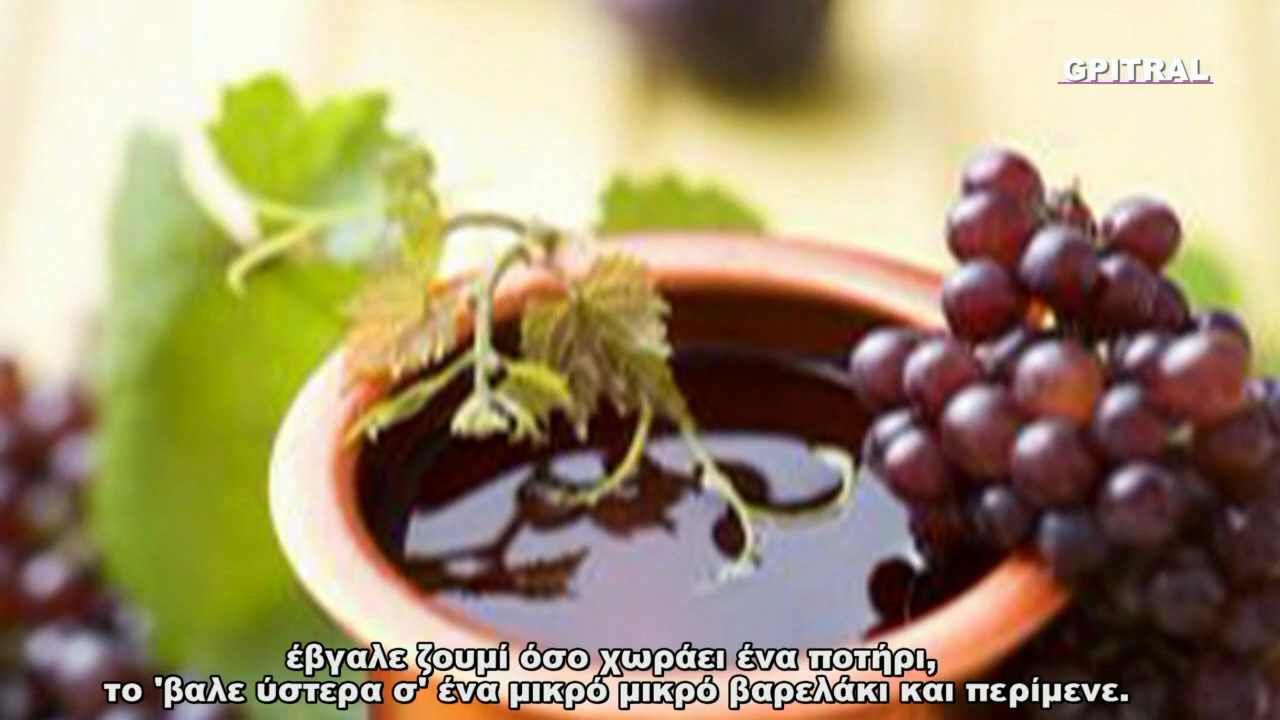 GPITRAL
έβγαλε ζουμί όσο χωράει ένα ποτήρι,
το 'βαλε ύστερα σ' ένα μικρό μικρό βαρελάκι και περίμενε.